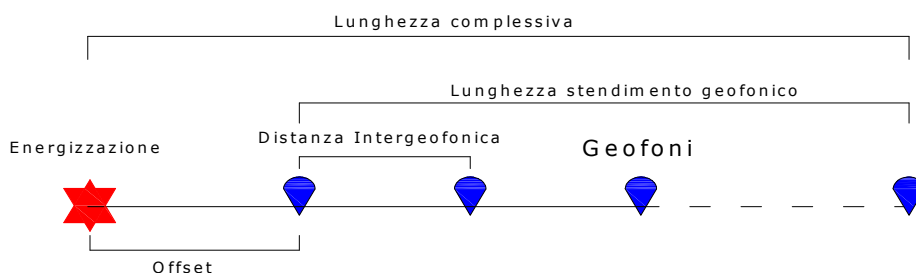 Lunghezza complessiva
Lunghezza stendimento geofonico
Distanza Intergeofonica
Energizzazione
Geofoni
Offset